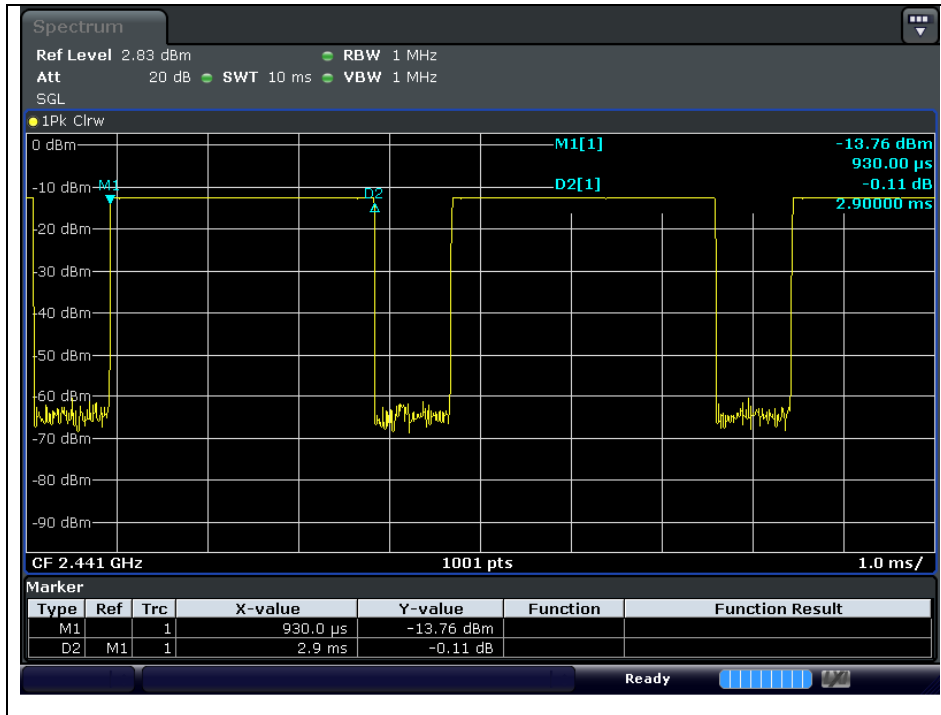 Spectrum
Ref Level 2.83 dBm RBW 1 MHz
Att 20 dB SWT 10 ms VBW 1 MHz
SGL
1Pk Clrw
0 dBm M1[1] -13.76 dBm
930.00 µs
-10 dBm M1 D2 D2[1] -0.11 dB
2.90000 ms
-20 dBm
-30 dBm
-40 dBm
-50 dBm
-60 dBm
-70 dBm
-80 dBm
-90 dBm
CF 2.441 GHz 1001 pts 1.0 ms/
Marker
Type Ref Trc X-value Y-value Function Function Result
M1 1 930.0 µs -13.76 dBm
D2 M1 1 2.9 ms -0.11 dB
Ready